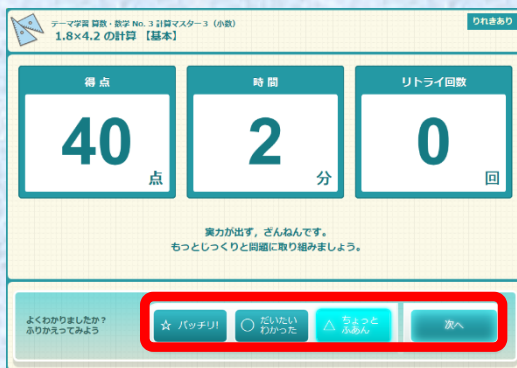 テーマ学習 算数・数学 No. 3 計算マスター３（小数）
りれきあり
1.8×4.2 の計算 【基本】
得点
時間
リトライ回数
40点
2分
0回
実力が出ず，ざんねんです。
もっとじっくりと問題に取り組みましょう。
よくわかりましたか？
ふりかえってみよう
☆ バッチリ!
○ だいたい
わかった
△ ちょっと
ふあん
次へ